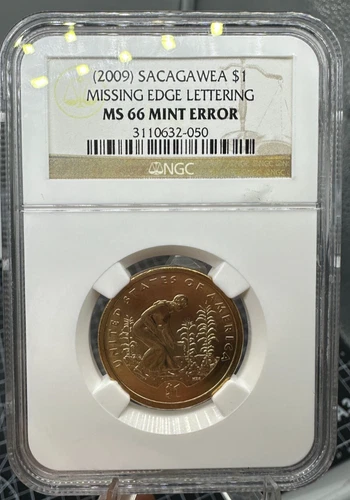 (2009) SACAGAWEA $1
MISSING EDGE LETTERING
MS 66 MINT ERROR
3110632-050
NGC
UNITED STATES OF AMERICA
$1